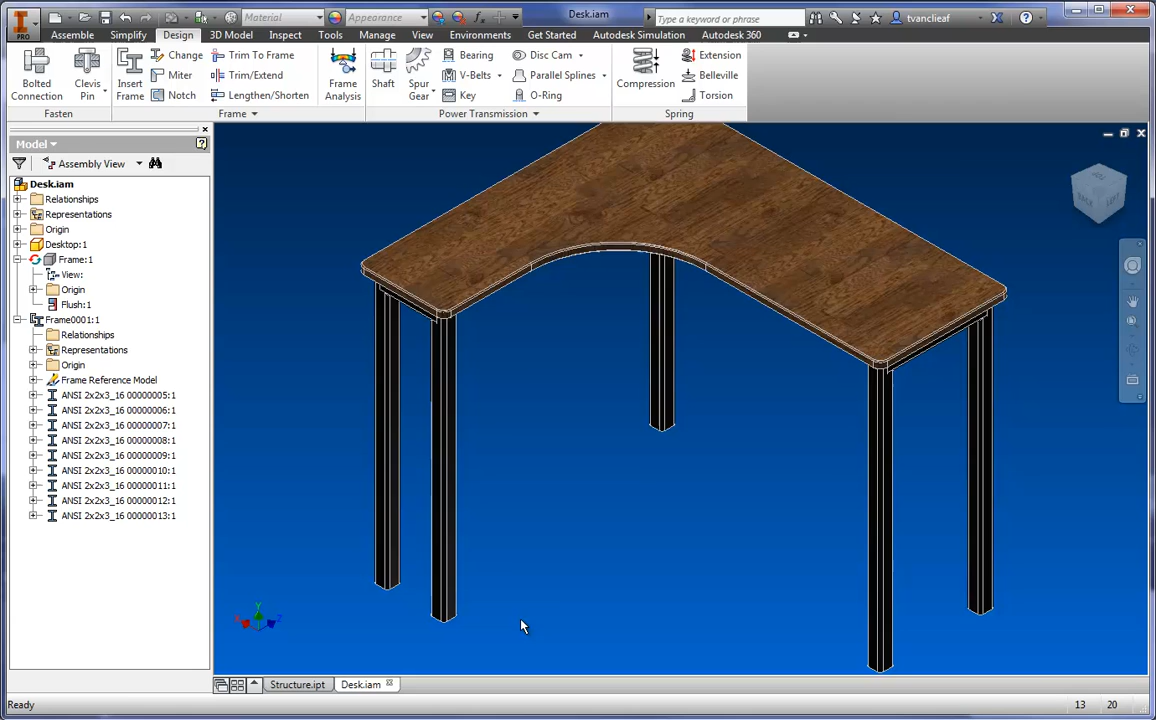 Material
Appearance
Desk.iam
Type a keyword or phrase
tvanclieaf
PRO
Assemble
Simplify
Design
3D Model
Inspect
Tools
Manage
View
Environments
Get Started
Autodesk Simulation
Autodesk 360
Bolted Connection
Clevis Pin
Insert Frame
Change
Miter
Notch
Trim To Frame
Trim/Extend
Lengthen/Shorten
Frame Analysis
Shaft
Spur Gear
Bearing
V-Belts
Key
Disc Cam
Parallel Splines
O-Ring
Compression
Extension
Belleville
Torsion
Fasten
Frame
Power Transmission
Spring
Model
Assembly View
Desk.iam
Relationships
Representations
Origin
Desktop:1
Frame:1
View:
Origin
Flush:1
Frame0001:1
Relationships
Representations
Origin
Frame Reference Model
ANSI 2x2x3_16 00000005:1
ANSI 2x2x3_16 00000006:1
ANSI 2x2x3_16 00000007:1
ANSI 2x2x3_16 00000008:1
ANSI 2x2x3_16 00000009:1
ANSI 2x2x3_16 00000010:1
ANSI 2x2x3_16 00000011:1
ANSI 2x2x3_16 00000012:1
ANSI 2x2x3_16 00000013:1
Y
X
Z
Structure.ipt
Desk.iam
Ready
13
20